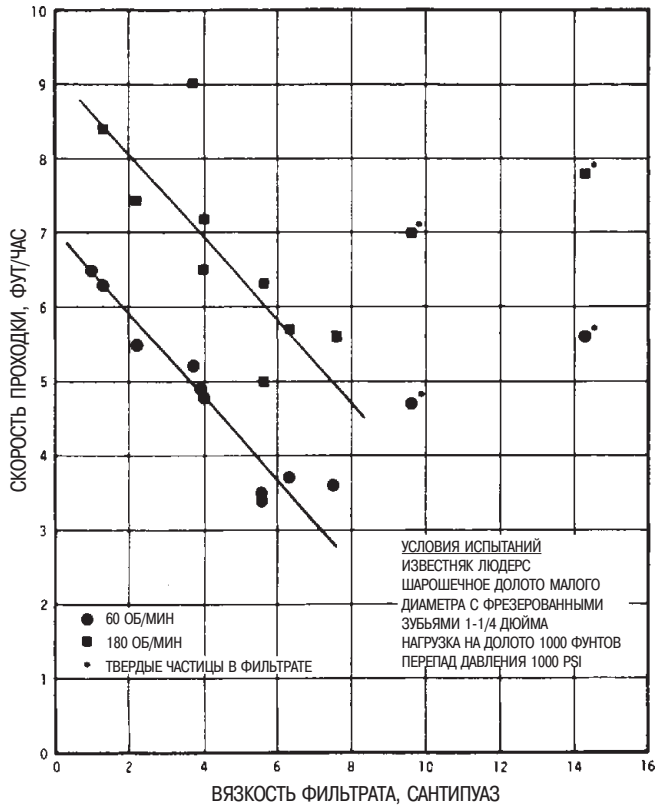 10
9
8
7
6
5
4
3
2
1
0
СКОРОСТЬ ПРОХОДКИ, ФУТ/ЧАС
УСЛОВИЯ ИСПЫТАНИЙ
ИЗВЕСТНЯК ЛЮДЕРС
ШАРОШЕЧНОЕ ДОЛОТО МАЛОГО
ДИАМЕТРА С ФРЕЗЕРОВАННЫМИ
ЗУБЬЯМИ 1-1/4 ДЮЙМА
НАГРУЗКА НА ДОЛОТО 1000 ФУНТОВ
ПЕРЕПАД ДАВЛЕНИЯ 1000 PSI
60 ОБ/МИН
180 ОБ/МИН
ТВЕРДЫЕ ЧАСТИЦЫ В ФИЛЬТРАТЕ
0 2 4 6 8 10 12 14 16
ВЯЗКОСТЬ ФИЛЬТРАТА, САНТИПУАЗ